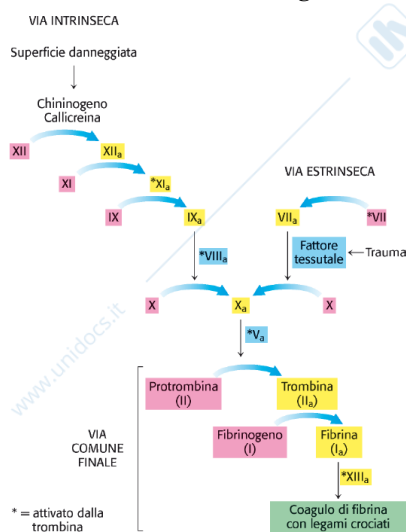 VIA INTRINSECA
Superficie danneggiata
Chininogeno
Callicreina
XII
XIIa
XI
*XIa
VIA ESTRINSECA
IX
IXa
VIIa
*VII
*VIIIa
Fattore
tessutale
Trauma
X
Xa
X
*Va
Protrombina
(II)
Trombina
(IIa)
Fibrinogeno
(I)
Fibrina
(Ia)
VIA
COMUNE
FINALE
*XIIIa
Coagulo di fibrina
con legami crociati
* = attivato dalla
trombina
www.unidocs.it